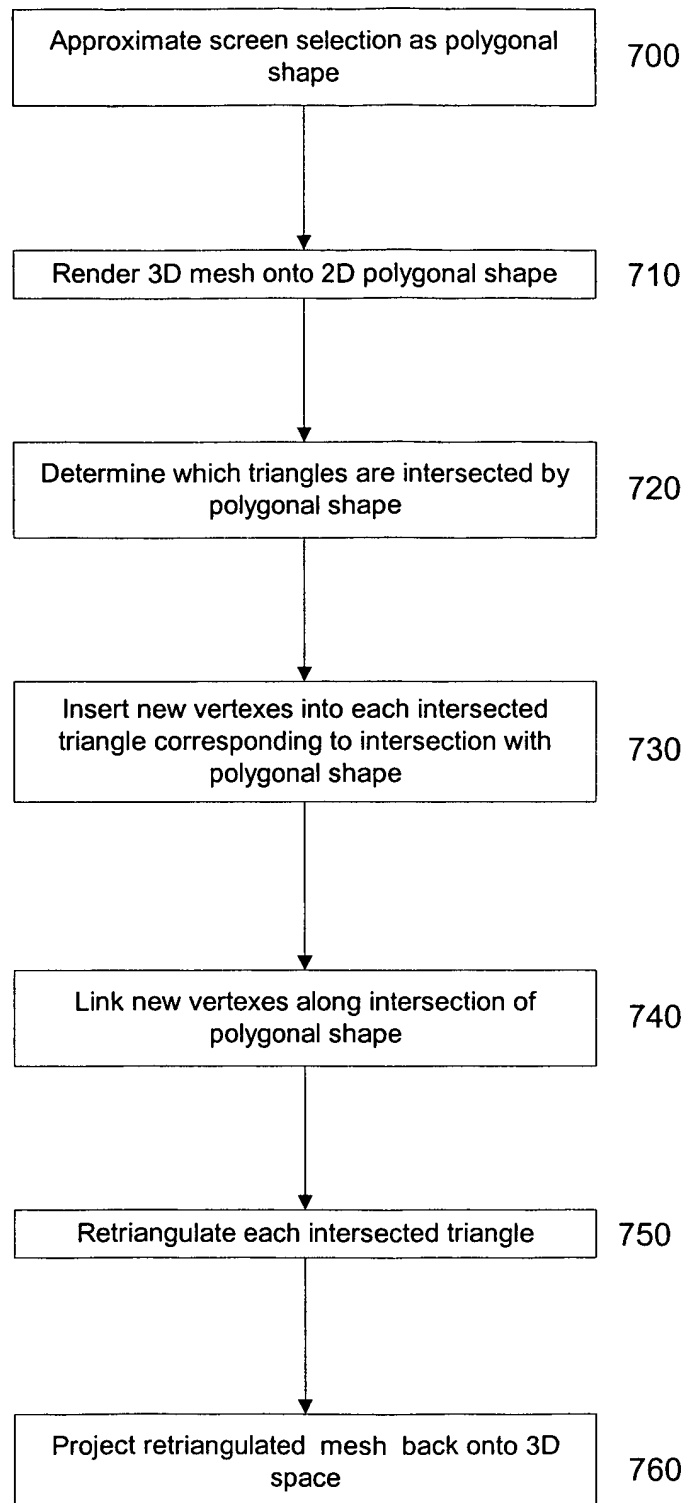 Approximate screen selection as polygonal
shape
700
Render 3D mesh onto 2D polygonal shape
710
Determine which triangles are intersected by
polygonal shape
720
Insert new vertexes into each intersected
triangle corresponding to intersection with
polygonal shape
730
Link new vertexes along intersection of
polygonal shape
740
Retriangulate each intersected triangle
750
Project retriangulated mesh back onto 3D
space
760